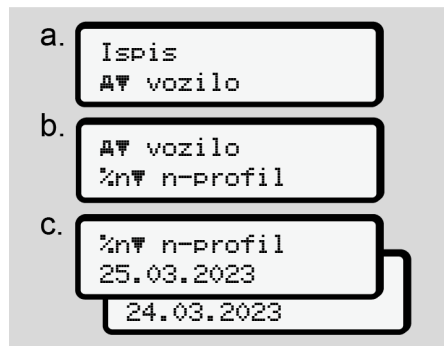 a.
Ispis
vozilo
b.
vozilo
%n▼ n-profil
c.
%n▼ n-profil
25.03.2023
24.03.2023